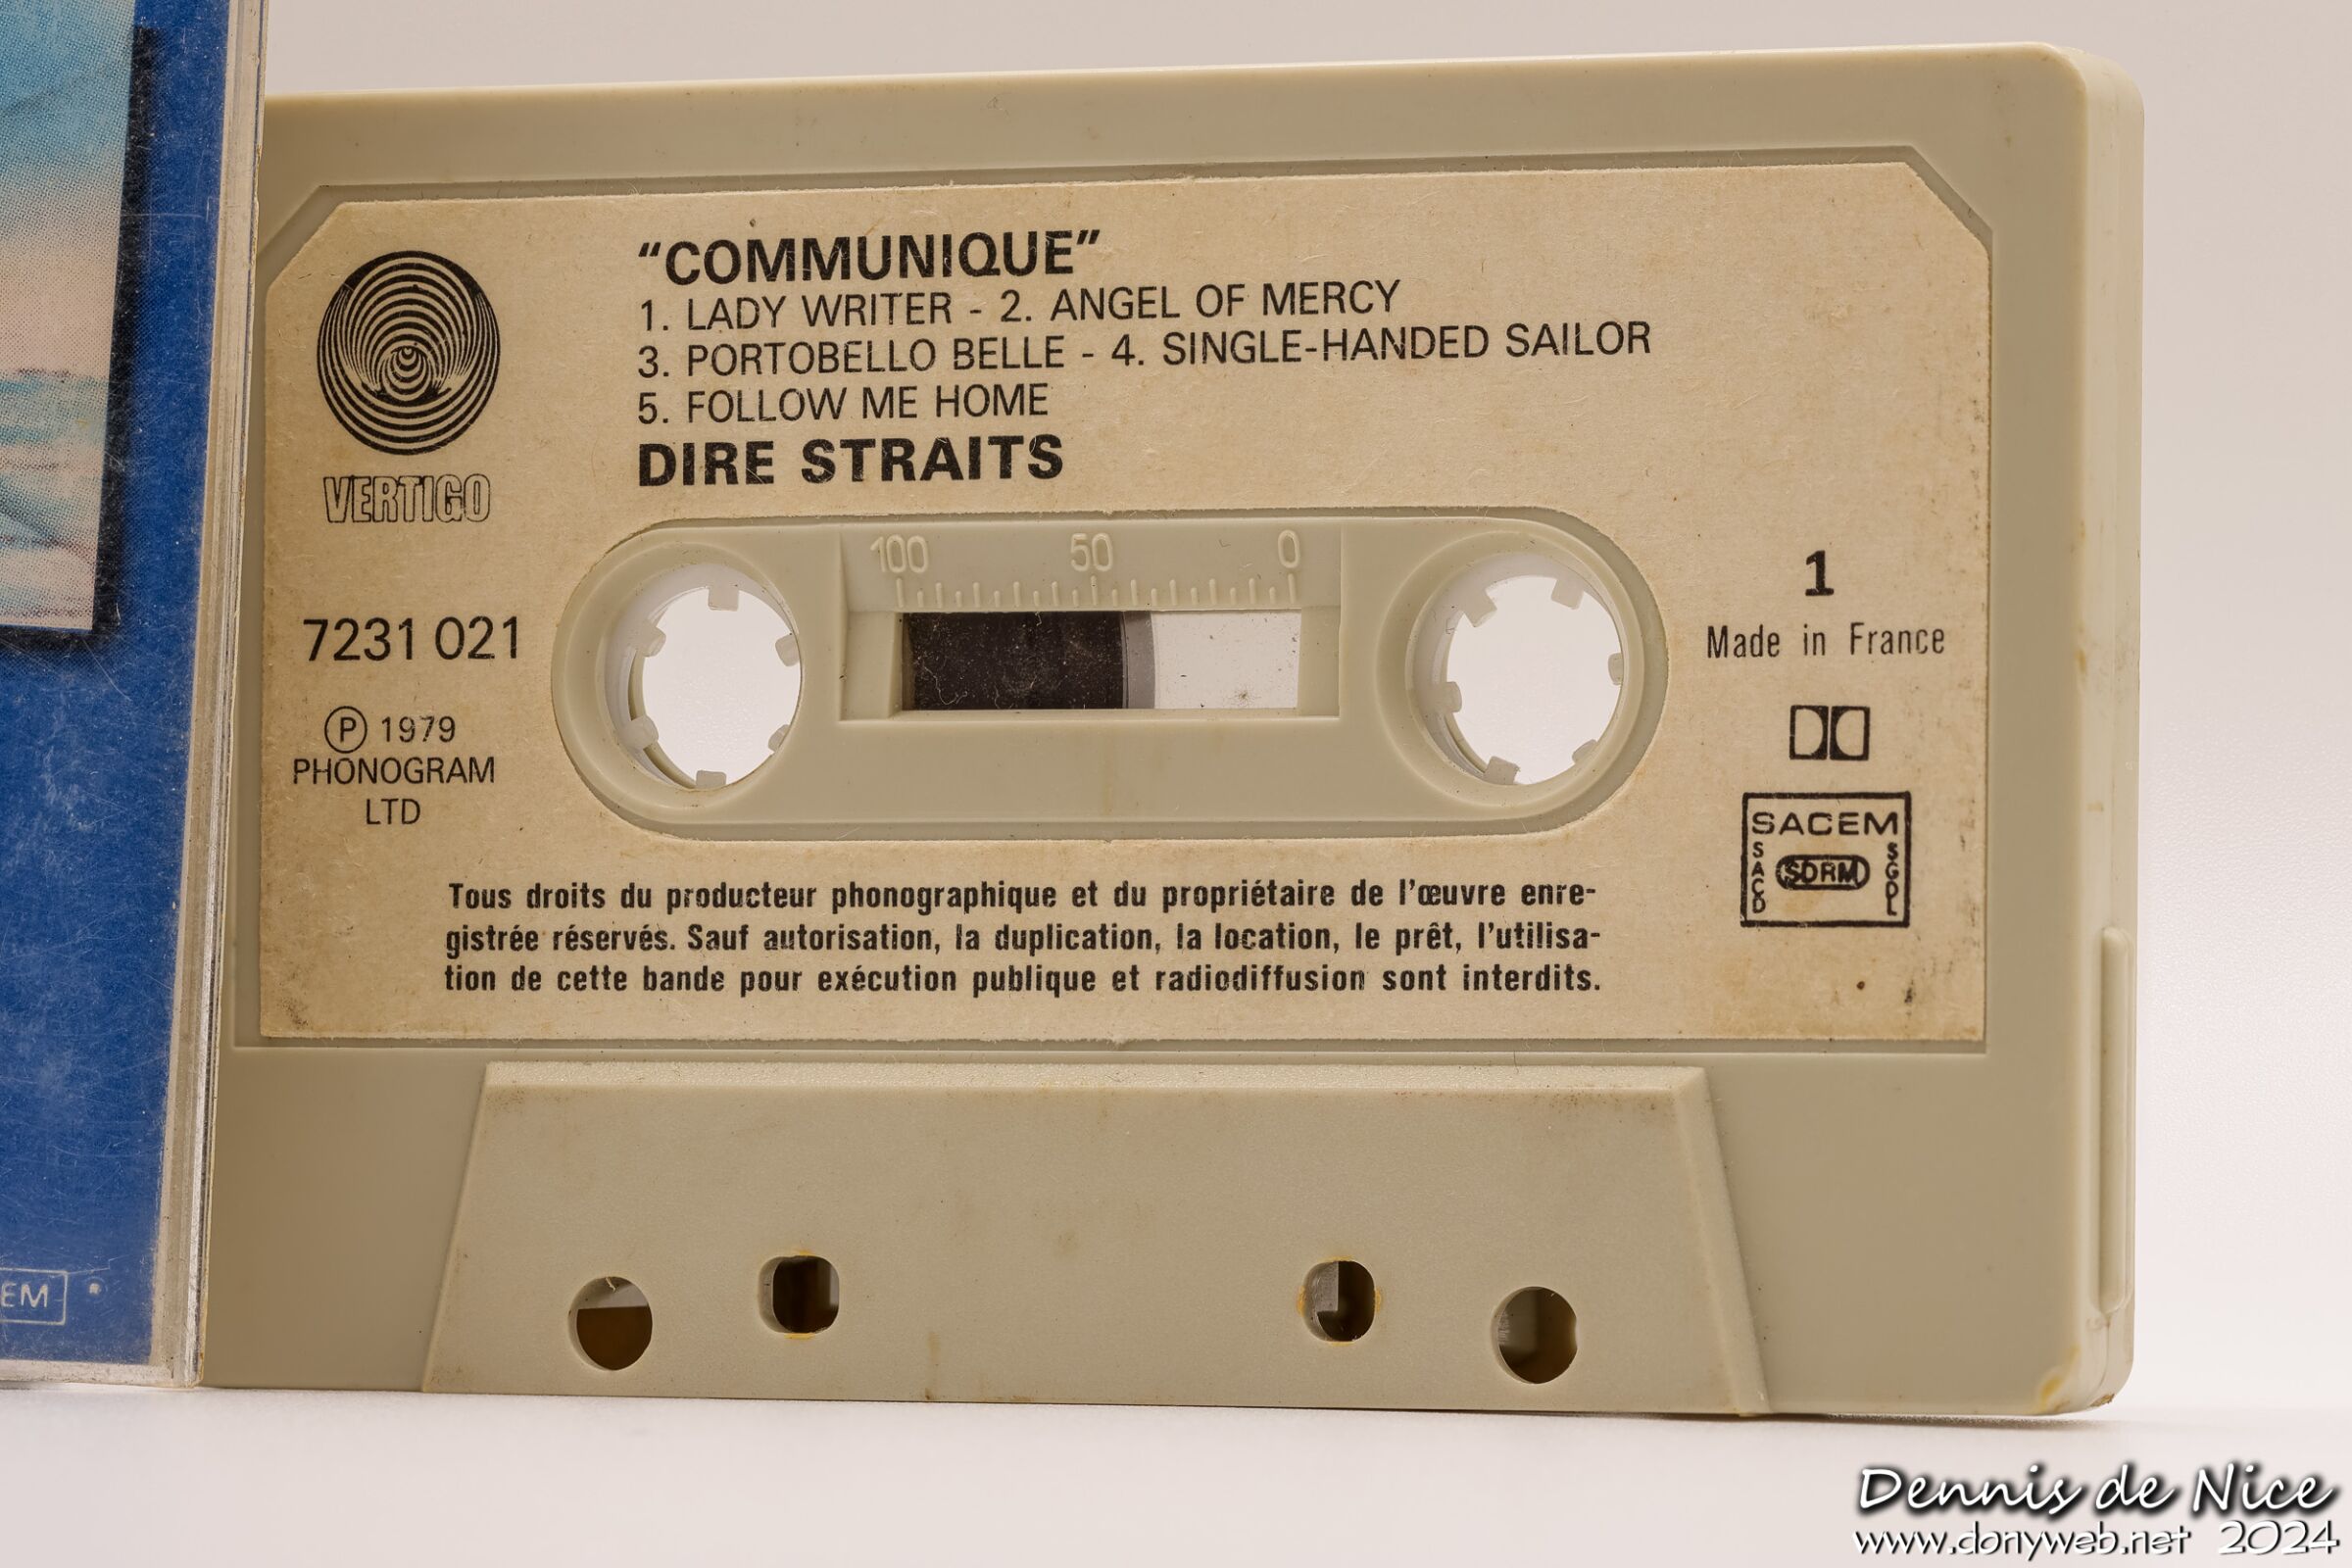 “COMMUNIQUE”
1. LADY WRITER - 2. ANGEL OF MERCY
3. PORTOBELLO BELLE - 4. SINGLE-HANDED SAILOR
5. FOLLOW ME HOME
DIRE STRAITS
VERTIGO
100 50 0
7231 021
Ⓟ 1979
PHONOGRAM
LTD
1
Made in France
SACEM
SACD
SDRM
SGDL
Tous droits du producteur phonographique et du propriétaire de l'œuvre enre-
gistrée réservés. Sauf autorisation, la duplication, la location, le prêt, l'utilisa-
tion de cette bande pour exécution publique et radiodiffusion sont interdits.
EM
Dennis de Nice
www.donyweb.net 2024